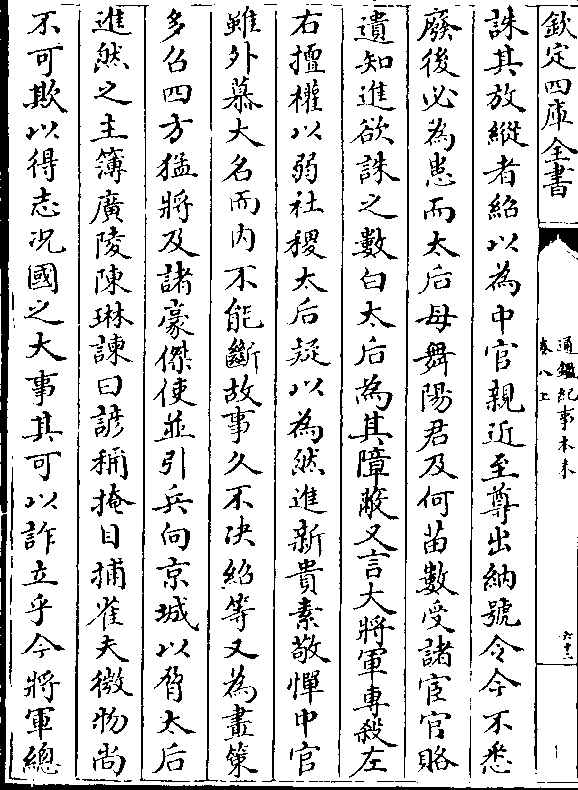 欽定四庫全書
通鑑紀事本末
卷八上
六十二
誅其放縱者紹以為中官親近至尊出納號令今不悉
廢後必為患而太后母舞陽君及何苗數受諸宦官賂
遺知進欲誅之數白太后為其障蔽又言大將軍專殺左
右擅權以弱社稷太后疑以為然進新貴素敬憚中官
雖外慕大名而内不能斷故事久不决紹等又為畫策
多召四方猛將及諸豪傑使並引兵向京城以脅太后
進然之主簿廣陵陳琳諫曰諺稱掩目捕雀夫微物尚
不可欺以得志况國之大事其可以詐立乎今將軍總